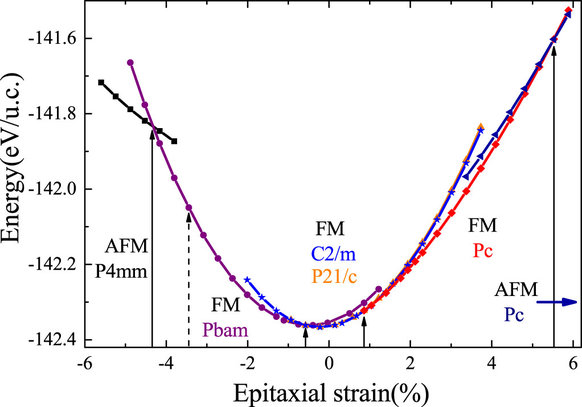 Energy(eV/u.c.)
-141.6
-141.8
-142.0
-142.2
-142.4
-6
-4
-2
0
2
4
6
Epitaxial strain(%)
AFM
P4mm
FM
Pbam
FM
C2/m
P21/c
FM
Pc
AFM
Pc